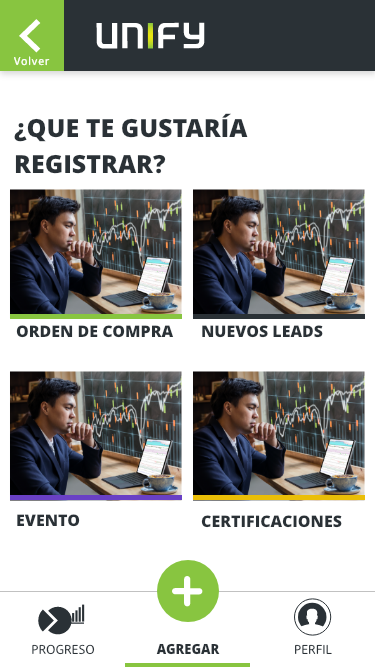 UNIFY
Volver
¿QUE TE GUSTARÍA
REGISTRAR?
ORDEN DE COMPRA
NUEVOS LEADS
EVENTO
CERTIFICACIONES
PROGRESO
AGREGAR
PERFIL